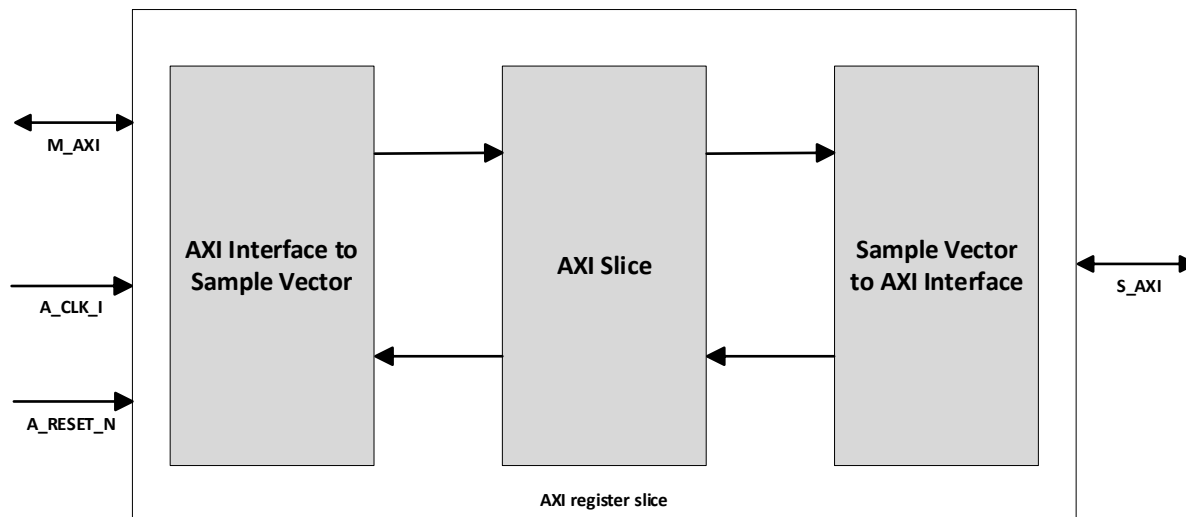 M_AXI
A_CLK_I
A_RESET_N
AXI Interface to
Sample Vector
AXI Slice
Sample Vector
to AXI Interface
S_AXI
AXI register slice